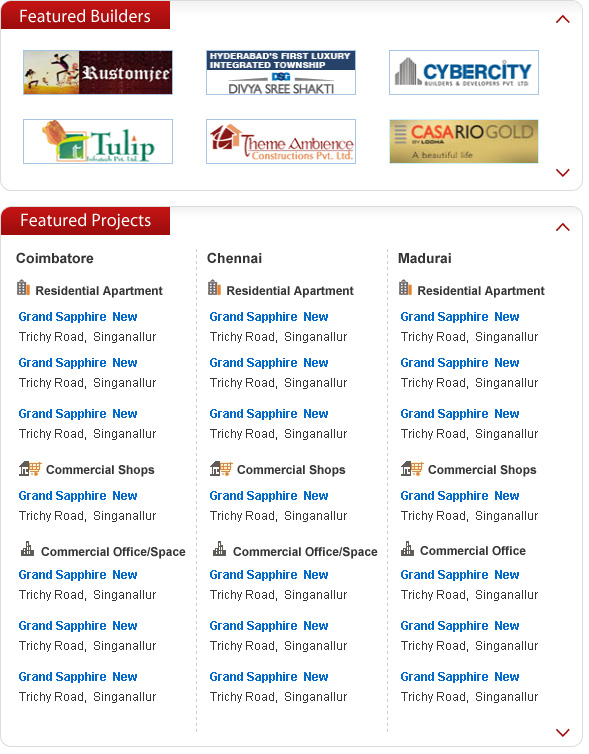 Featured Builders
Rustomjee
HYDERABAD'S FIRST LUXURY
INTEGRATED TOWNSHIP
DSG
DIVYA SREE SHAKTI
CYBERCITY
BUILDERS & DEVELOPERS PVT. LTD.
Tulip
Infratech Pvt. Ltd.
Theme Ambience
Constructions Pvt. Ltd.
CASA RIO GOLD
BY LODHA
A beautiful life
Featured Projects
Coimbatore
Residential Apartment
Grand Sapphire New
Trichy Road, Singanallur
Grand Sapphire New
Trichy Road, Singanallur
Grand Sapphire New
Trichy Road, Singanallur
Commercial Shops
Grand Sapphire New
Trichy Road, Singanallur
Commercial Office/Space
Grand Sapphire New
Trichy Road, Singanallur
Grand Sapphire New
Trichy Road, Singanallur
Grand Sapphire New
Trichy Road, Singanallur
Chennai
Residential Apartment
Grand Sapphire New
Trichy Road, Singanallur
Grand Sapphire New
Trichy Road, Singanallur
Grand Sapphire New
Trichy Road, Singanallur
Commercial Shops
Grand Sapphire New
Trichy Road, Singanallur
Commercial Office/Space
Grand Sapphire New
Trichy Road, Singanallur
Grand Sapphire New
Trichy Road, Singanallur
Grand Sapphire New
Trichy Road, Singanallur
Madurai
Residential Apartment
Grand Sapphire New
Trichy Road, Singanallur
Grand Sapphire New
Trichy Road, Singanallur
Grand Sapphire New
Trichy Road, Singanallur
Commercial Shops
Grand Sapphire New
Trichy Road, Singanallur
Commercial Office
Grand Sapphire New
Trichy Road, Singanallur
Grand Sapphire New
Trichy Road, Singanallur
Grand Sapphire New
Trichy Road, Singanallur